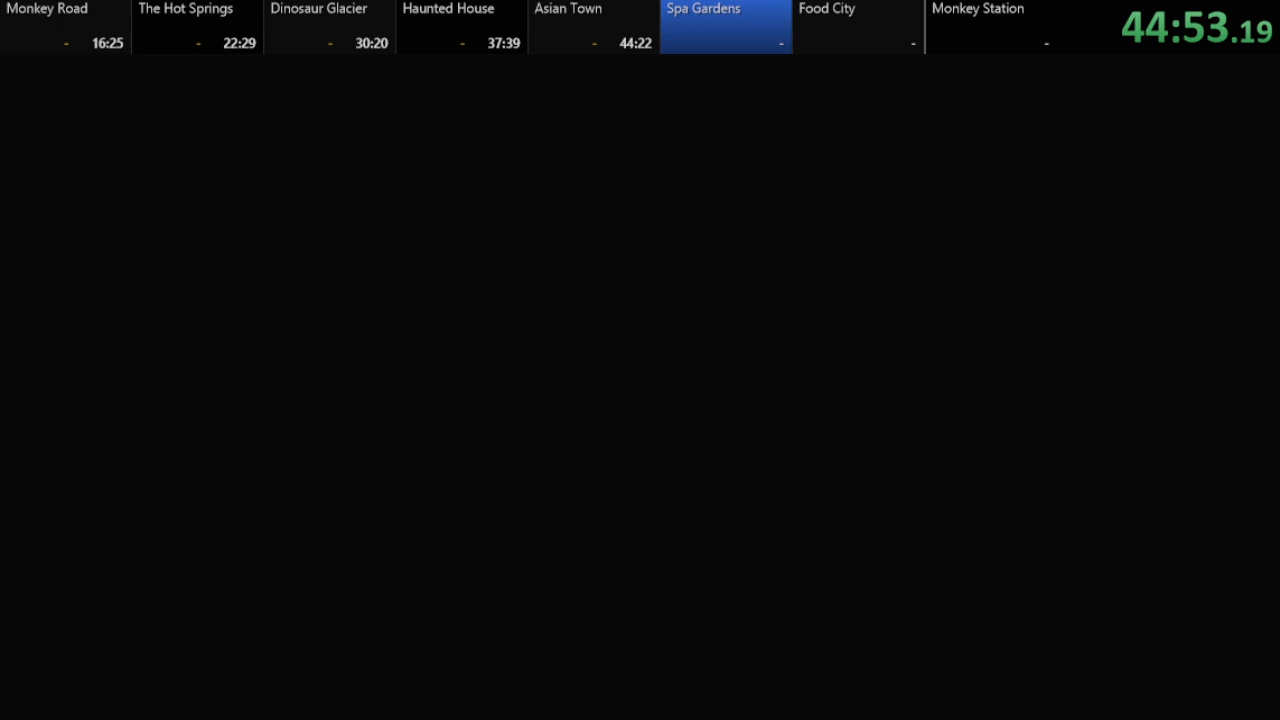 Monkey Road
- 16:25
The Hot Springs
- 22:29
Dinosaur Glacier
- 30:20
Haunted House
- 37:39
Asian Town
- 44:22
Spa Gardens
-
Food City
-
Monkey Station
-
44:53.19